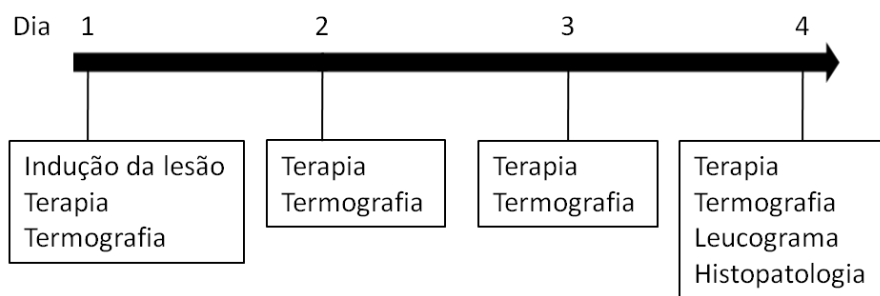 Dia 1 2 3 4
Indução da lesão
Terapia
Termografia
Terapia
Termografia
Terapia
Termografia
Terapia
Termografia
Leucograma
Histopatologia